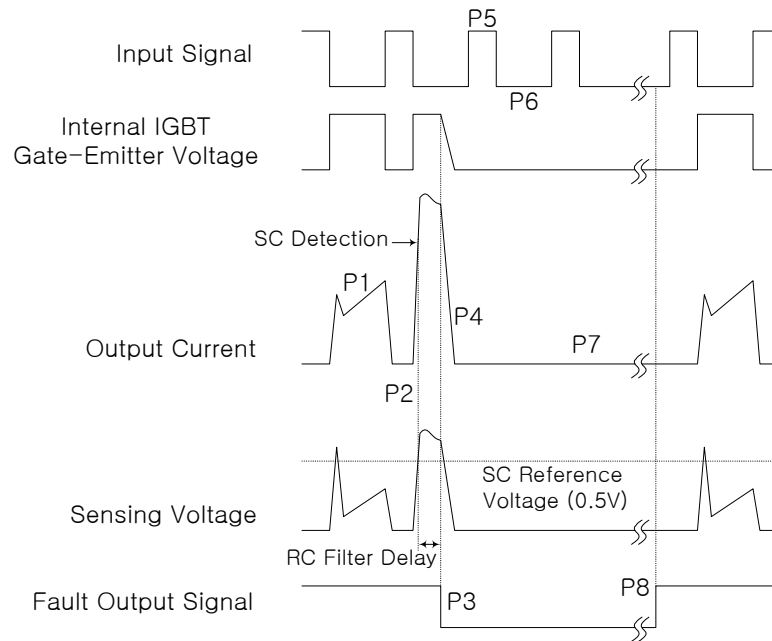 P5
Input Signal
P6
Internal IGBT
Gate-Emitter Voltage
SC Detection
P1
P4
Output Current
P7
P2
SC Reference
Voltage (0.5V)
Sensing Voltage
RC Filter Delay
Fault Output Signal
P3
P8